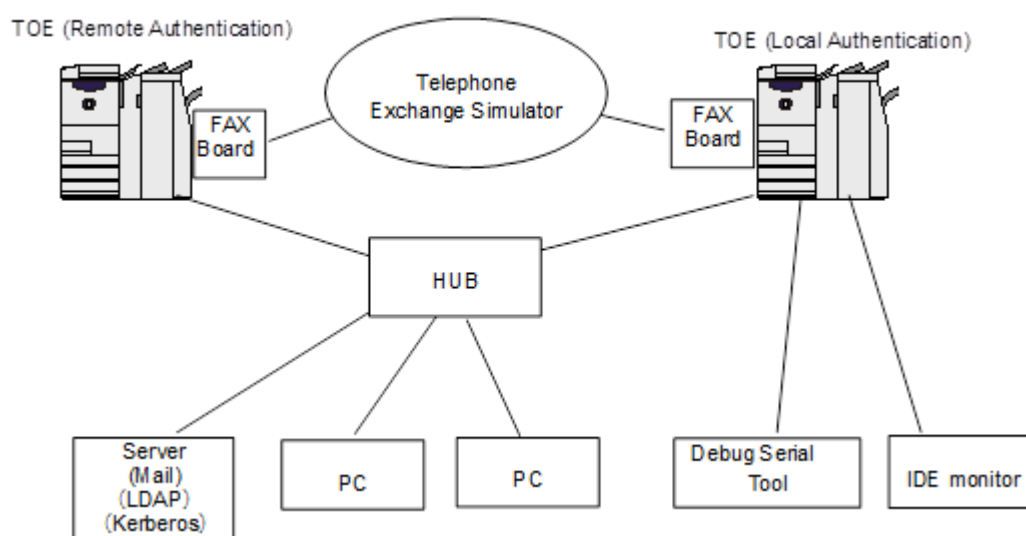 TOE (Remote Authentication)
TOE (Local Authentication)
Telephone
Exchange Simulator
FAX
Board
FAX
Board
HUB
Server
(Mail)
(LDAP)
(Kerberos)
PC
PC
Debug Serial
Tool
IDE monitor